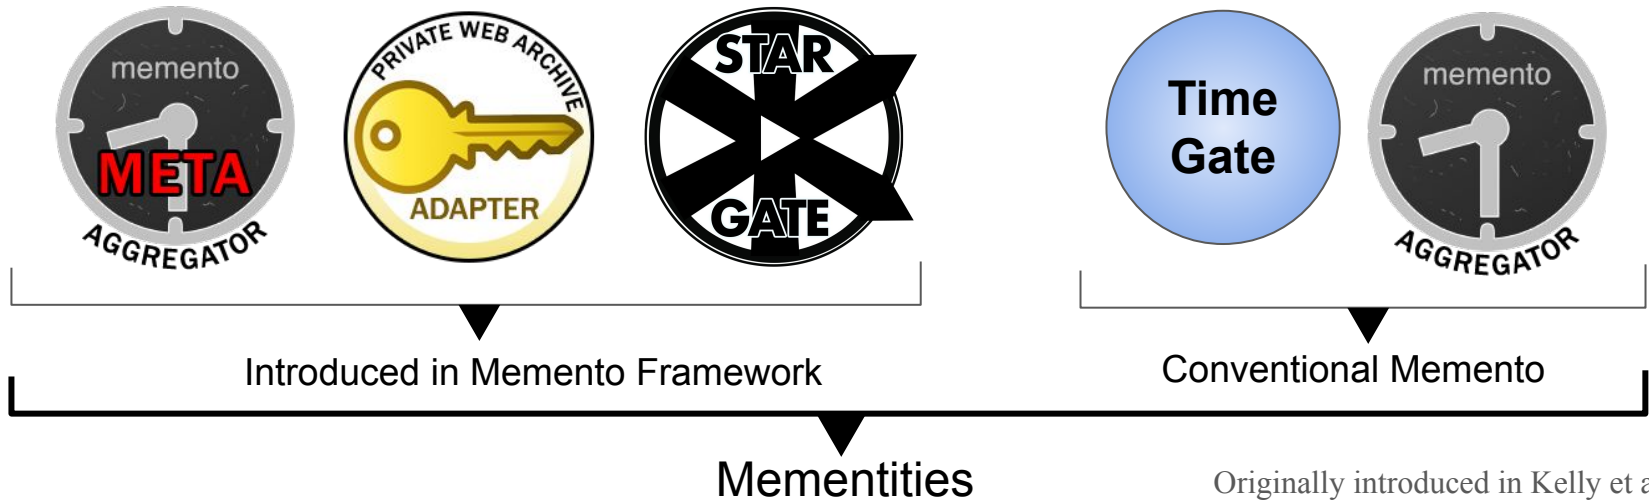 memento
META
AGGREGATOR
PRIVATE WEB ARCHIVE
ADAPTER
STAR
GATE
Time
Gate
memento
AGGREGATOR
Introduced in Memento Framework
Conventional Memento
Mementities
Originally introduced in Kelly et